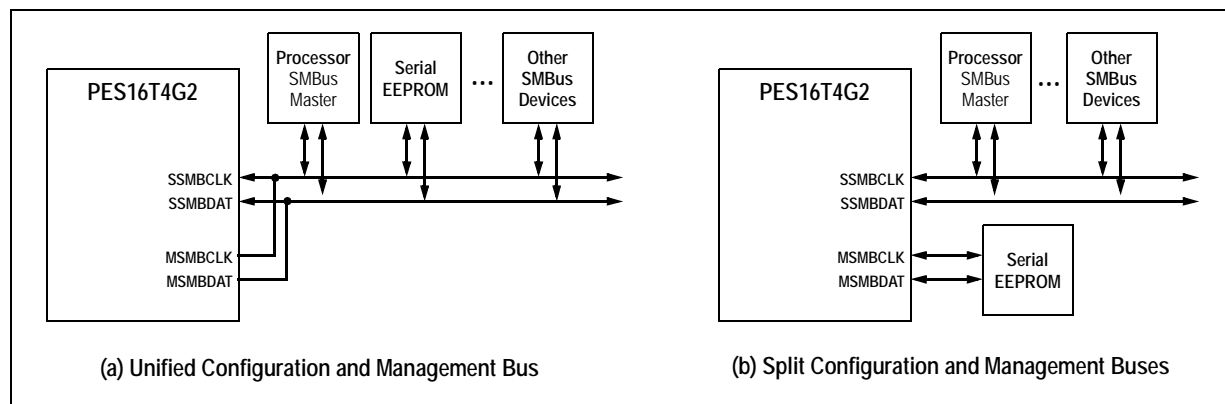 PES16T4G2
Processor
SMBus
Master
Serial
EEPROM
...
Other
SMBus
Devices
SSMBCLK
SSMBDAT
MSMBCLK
MSMBDAT
(a) Unified Configuration and Management Bus
PES16T4G2
Processor
SMBus
Master
...
Other
SMBus
Devices
SSMBCLK
SSMBDAT
MSMBCLK
MSMBDAT
Serial
EEPROM
(b) Split Configuration and Management Buses